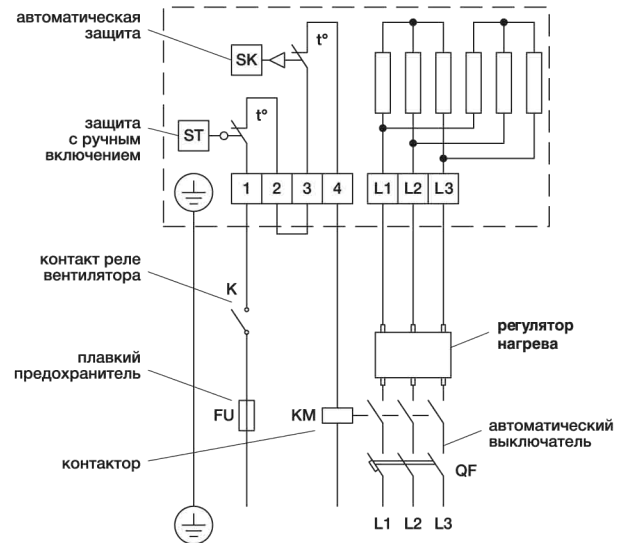 автоматическая
защита
SK
t°
защита
с ручным
включением
ST
t°
1 2 3 4 L1 L2 L3
контакт реле
вентилятора
K
регулятор
нагрева
плавкий
предохранитель
FU
KM
контактор
автоматический
выключатель
QF
L1 L2 L3